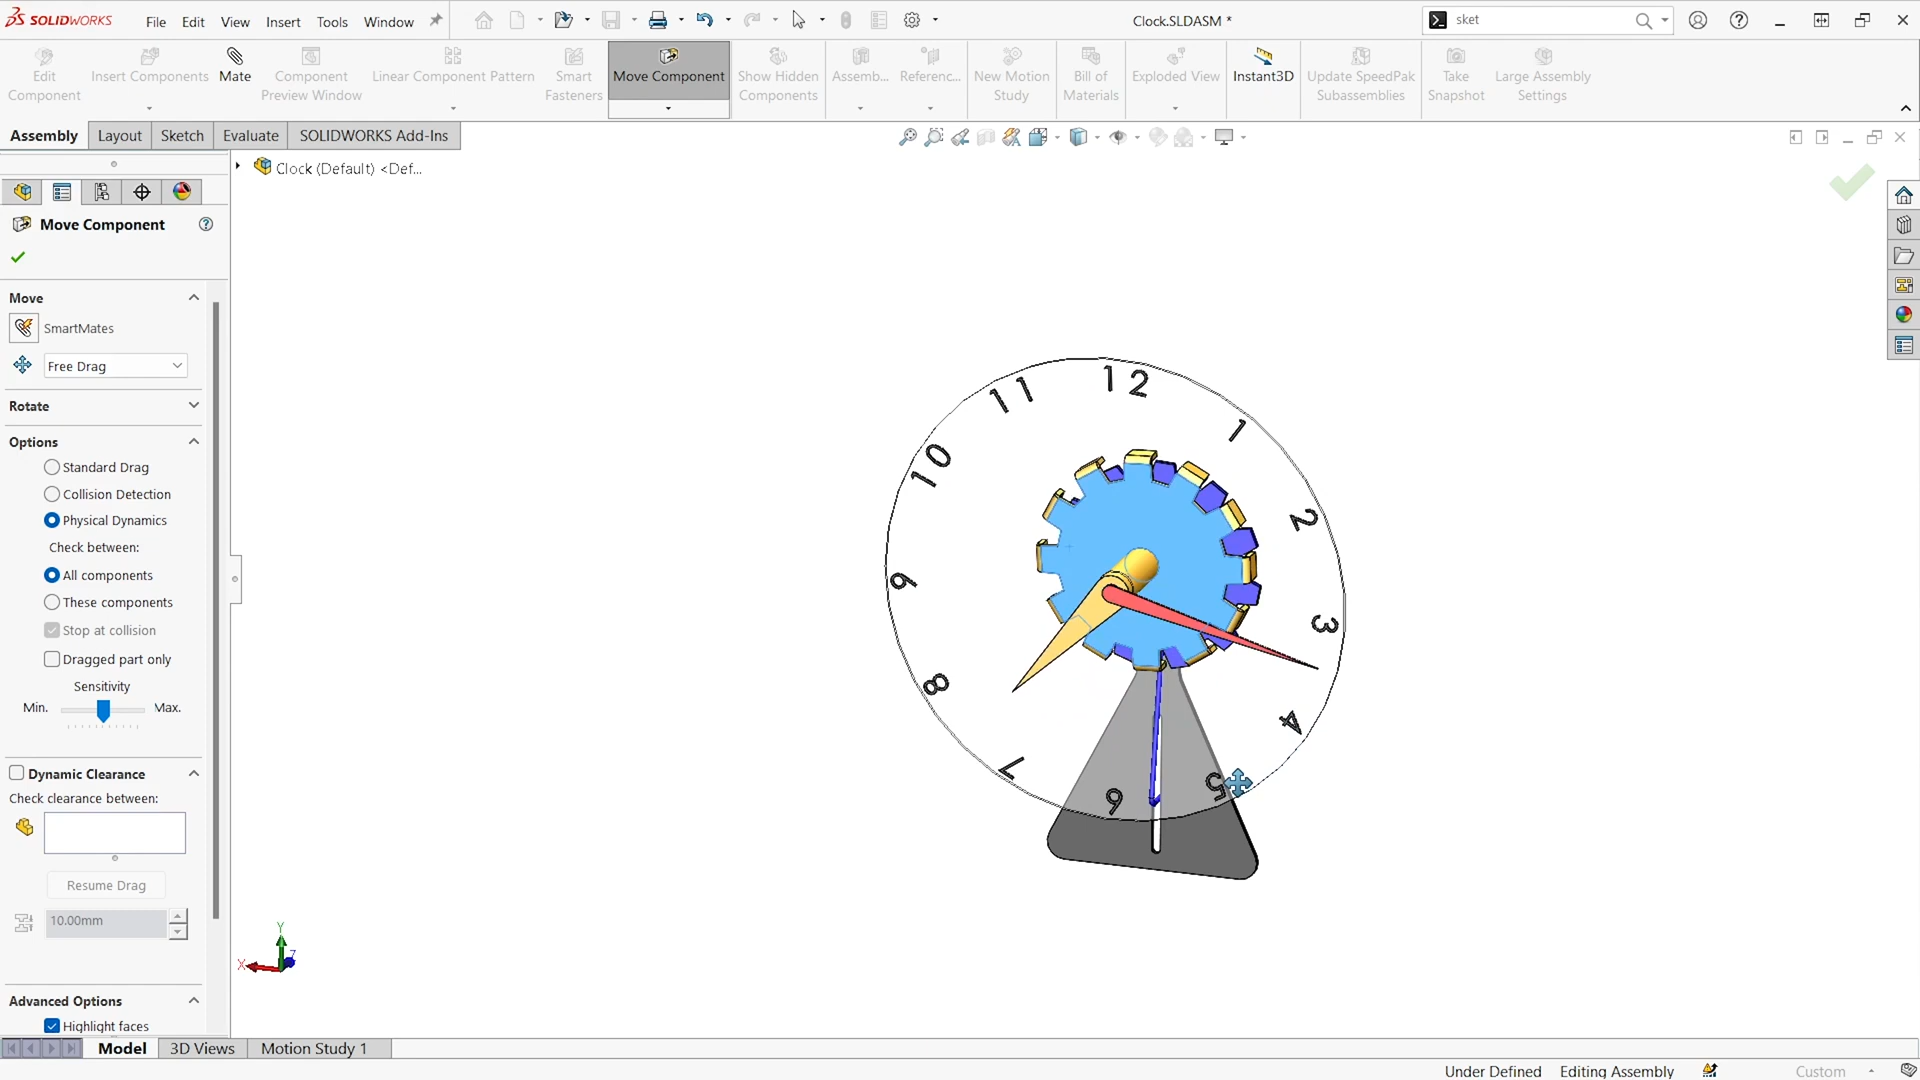 SOLIDWORKS
File Edit View Insert Tools Window
Clock.SLDASM *
sket
Edit Component
Insert Components
Mate
Component Preview Window
Linear Component Pattern
Smart Fasteners
Move Component
Show Hidden Components
Assemb...
Referenc...
New Motion Study
Bill of Materials
Exploded View
Instant3D
Update SpeedPak Subassemblies
Take Snapshot
Large Assembly Settings
Assembly Layout Sketch Evaluate SOLIDWORKS Add-Ins
Clock (Default) <Def...
Move Component
Move
SmartMates
Free Drag
Rotate
Options
Standard Drag
Collision Detection
Physical Dynamics
Check between:
All components
These components
Stop at collision
Dragged part only
Sensitivity
Min. Max.
Dynamic Clearance
Check clearance between:
Resume Drag
10.00mm
Advanced Options
Highlight faces
12
1
2
3
4
5
6
7
8
9
10
11
Y
X
Z
Model 3D Views Motion Study 1
Under Defined Editing Assembly Custom